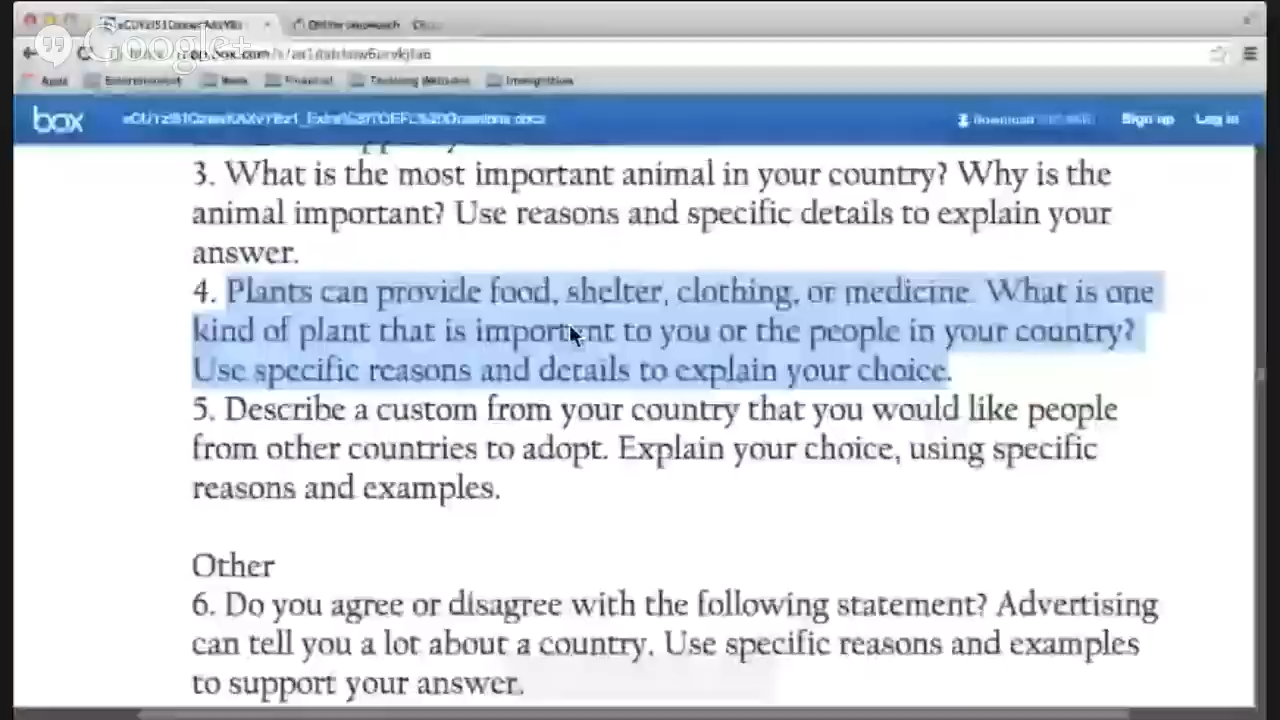 Google+
box
Download
Sign up
Log in
3. What is the most important animal in your country? Why is the
animal important? Use reasons and specific details to explain your
answer.
4. Plants can provide food, shelter, clothing, or medicine. What is one
kind of plant that is important to you or the people in your country?
Use specific reasons and details to explain your choice.
5. Describe a custom from your country that you would like people
from other countries to adopt. Explain your choice, using specific
reasons and examples.
Other
6. Do you agree or disagree with the following statement? Advertising
can tell you a lot about a country. Use specific reasons and examples
to support your answer.